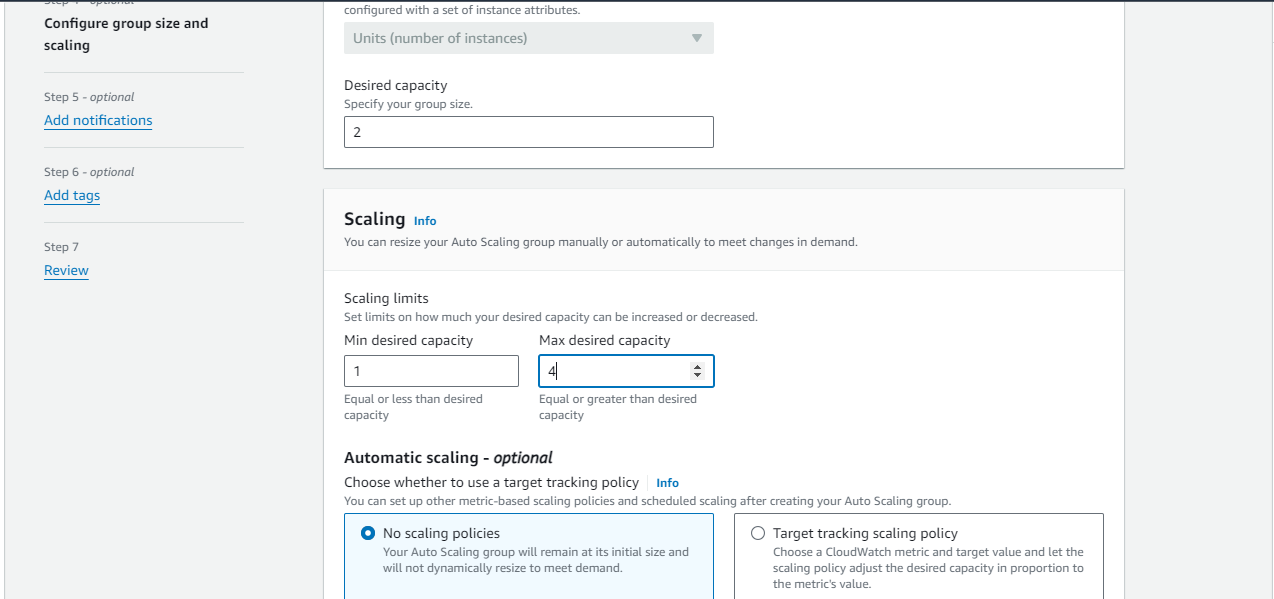 Step 4 - optional
Configure group size and
scaling
Step 5 - optional
Add notifications
Step 6 - optional
Add tags
Step 7
Review
configured with a set of instance attributes.
Units (number of instances)
Desired capacity
Specify your group size.
2
Scaling Info
You can resize your Auto Scaling group manually or automatically to meet changes in demand.
Scaling limits
Set limits on how much your desired capacity can be increased or decreased.
Min desired capacity
1
Equal or less than desired
capacity
Max desired capacity
4
Equal or greater than desired
capacity
Automatic scaling - optional
Choose whether to use a target tracking policy Info
You can set up other metric-based scaling policies and scheduled scaling after creating your Auto Scaling group.
No scaling policies
Your Auto Scaling group will remain at its initial size and
will not dynamically resize to meet demand.
Target tracking scaling policy
Choose a CloudWatch metric and target value and let the
scaling policy adjust the desired capacity in proportion to
the metric's value.